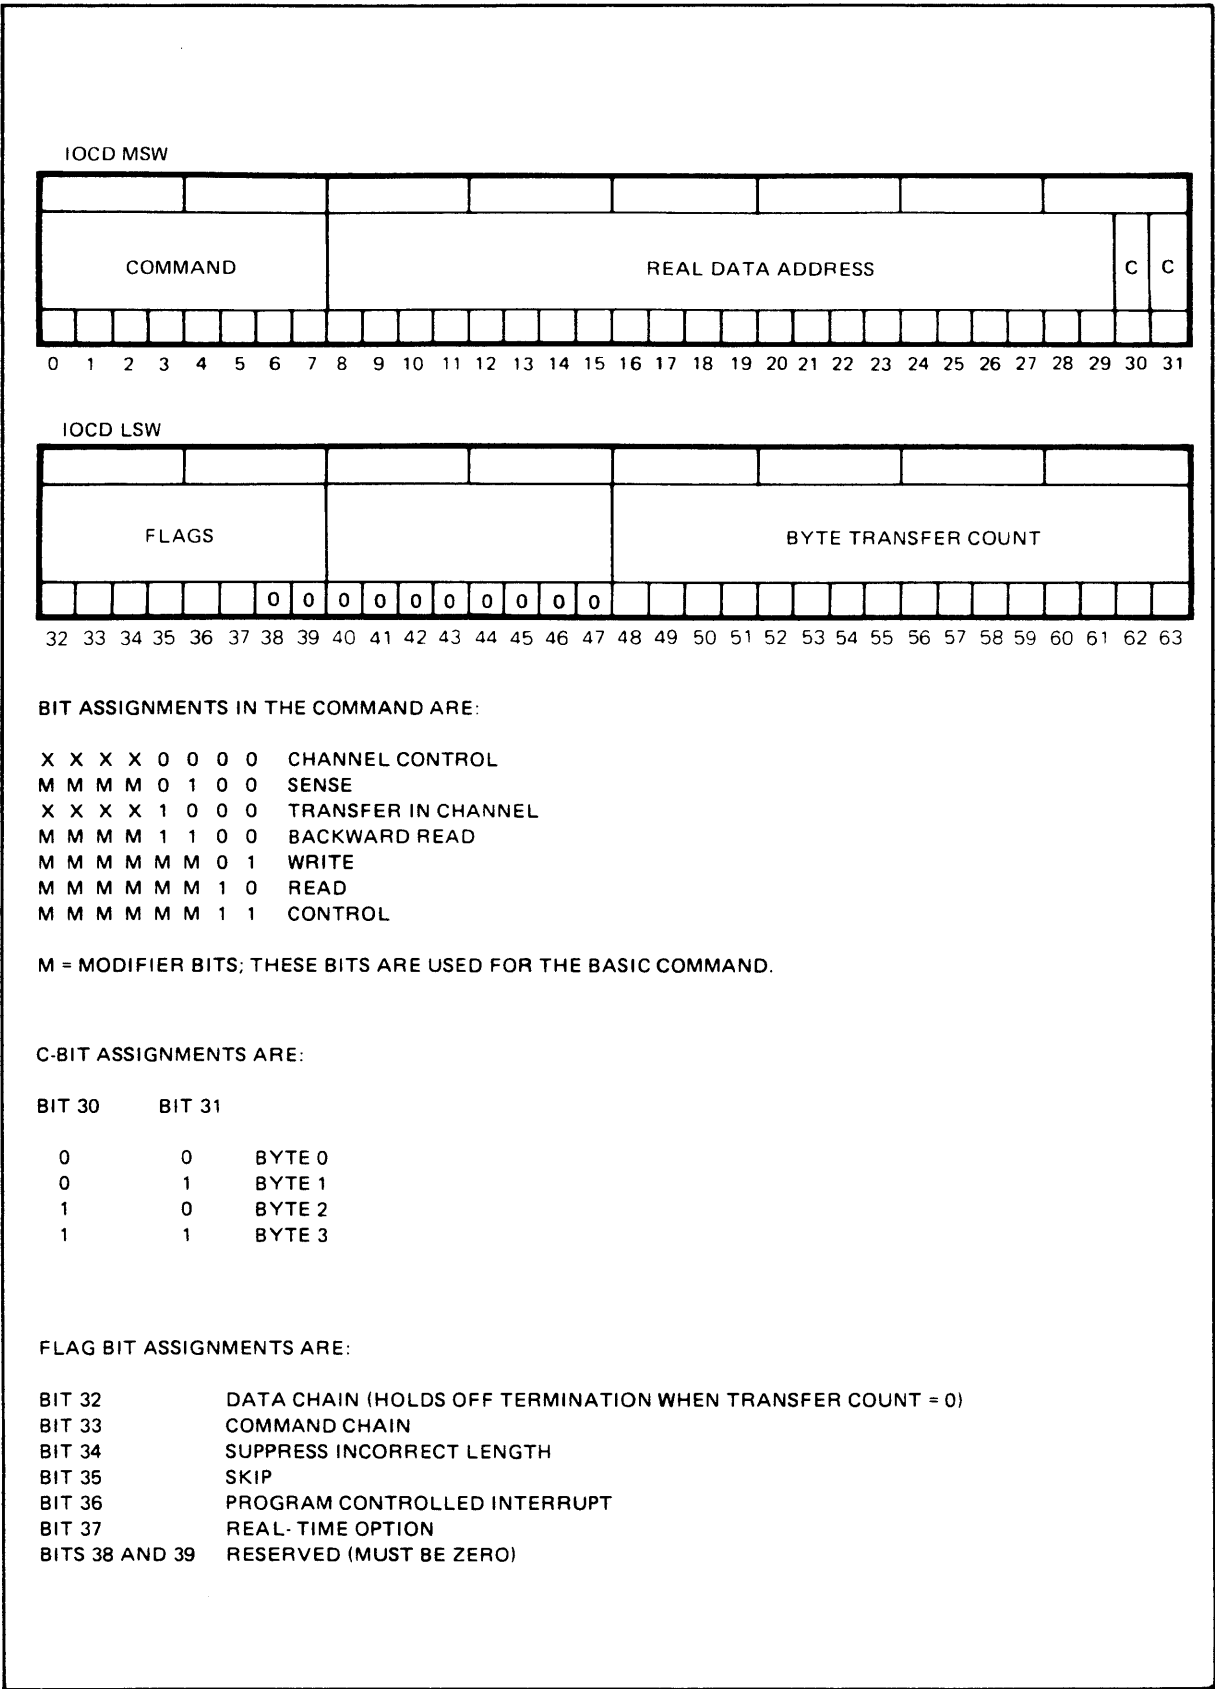 IOCD MSW
COMMAND REAL DATA ADDRESS C C
0 1 2 3 4 5 6 7 8 9 10 11 12 13 14 15 16 17 18 19 20 21 22 23 24 25 26 27 28 29 30 31
IOCD LSW
FLAGS BYTE TRANSFER COUNT
0 0 0 0 0 0 0 0 0 0
32 33 34 35 36 37 38 39 40 41 42 43 44 45 46 47 48 49 50 51 52 53 54 55 56 57 58 59 60 61 62 63
BIT ASSIGNMENTS IN THE COMMAND ARE:
X X X X 0 0 0 0 CHANNEL CONTROL
M M M M 0 1 0 0 SENSE
X X X X 1 0 0 0 TRANSFER IN CHANNEL
M M M M 1 1 0 0 BACKWARD READ
M M M M M M 0 1 WRITE
M M M M M M 1 0 READ
M M M M M M 1 1 CONTROL
M = MODIFIER BITS; THESE BITS ARE USED FOR THE BASIC COMMAND.
C-BIT ASSIGNMENTS ARE:
BIT 30 BIT 31
0 0 BYTE 0
0 1 BYTE 1
1 0 BYTE 2
1 1 BYTE 3
FLAG BIT ASSIGNMENTS ARE:
BIT 32 DATA CHAIN (HOLDS OFF TERMINATION WHEN TRANSFER COUNT = 0)
BIT 33 COMMAND CHAIN
BIT 34 SUPPRESS INCORRECT LENGTH
BIT 35 SKIP
BIT 36 PROGRAM CONTROLLED INTERRUPT
BIT 37 REAL-TIME OPTION
BITS 38 AND 39 RESERVED (MUST BE ZERO)